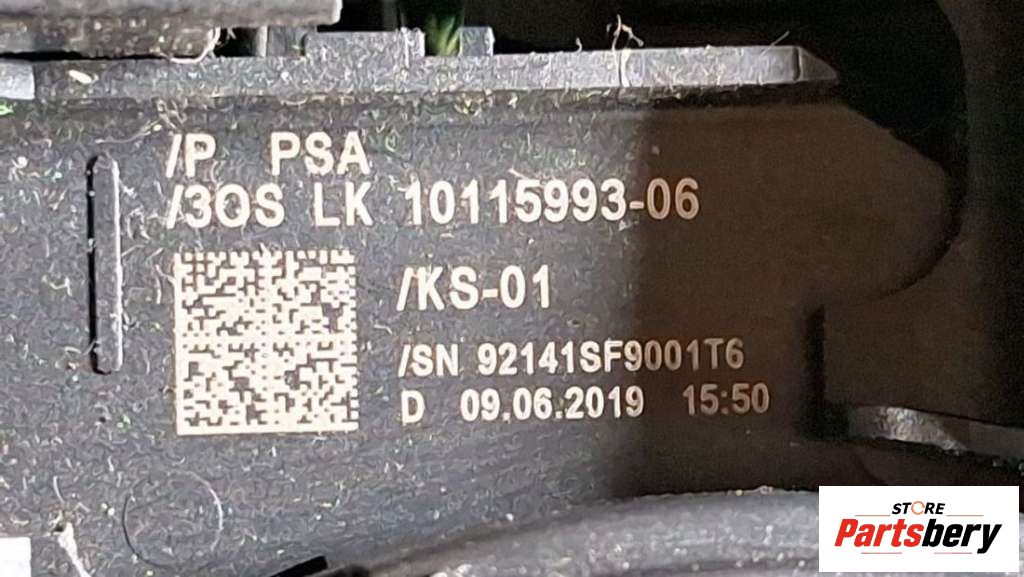 /P PSA
/3OS LK 10115993-06
/KS-01
/SN 92141SF9001T6
D 09.06.2019 15:50
STORE
Partsbery